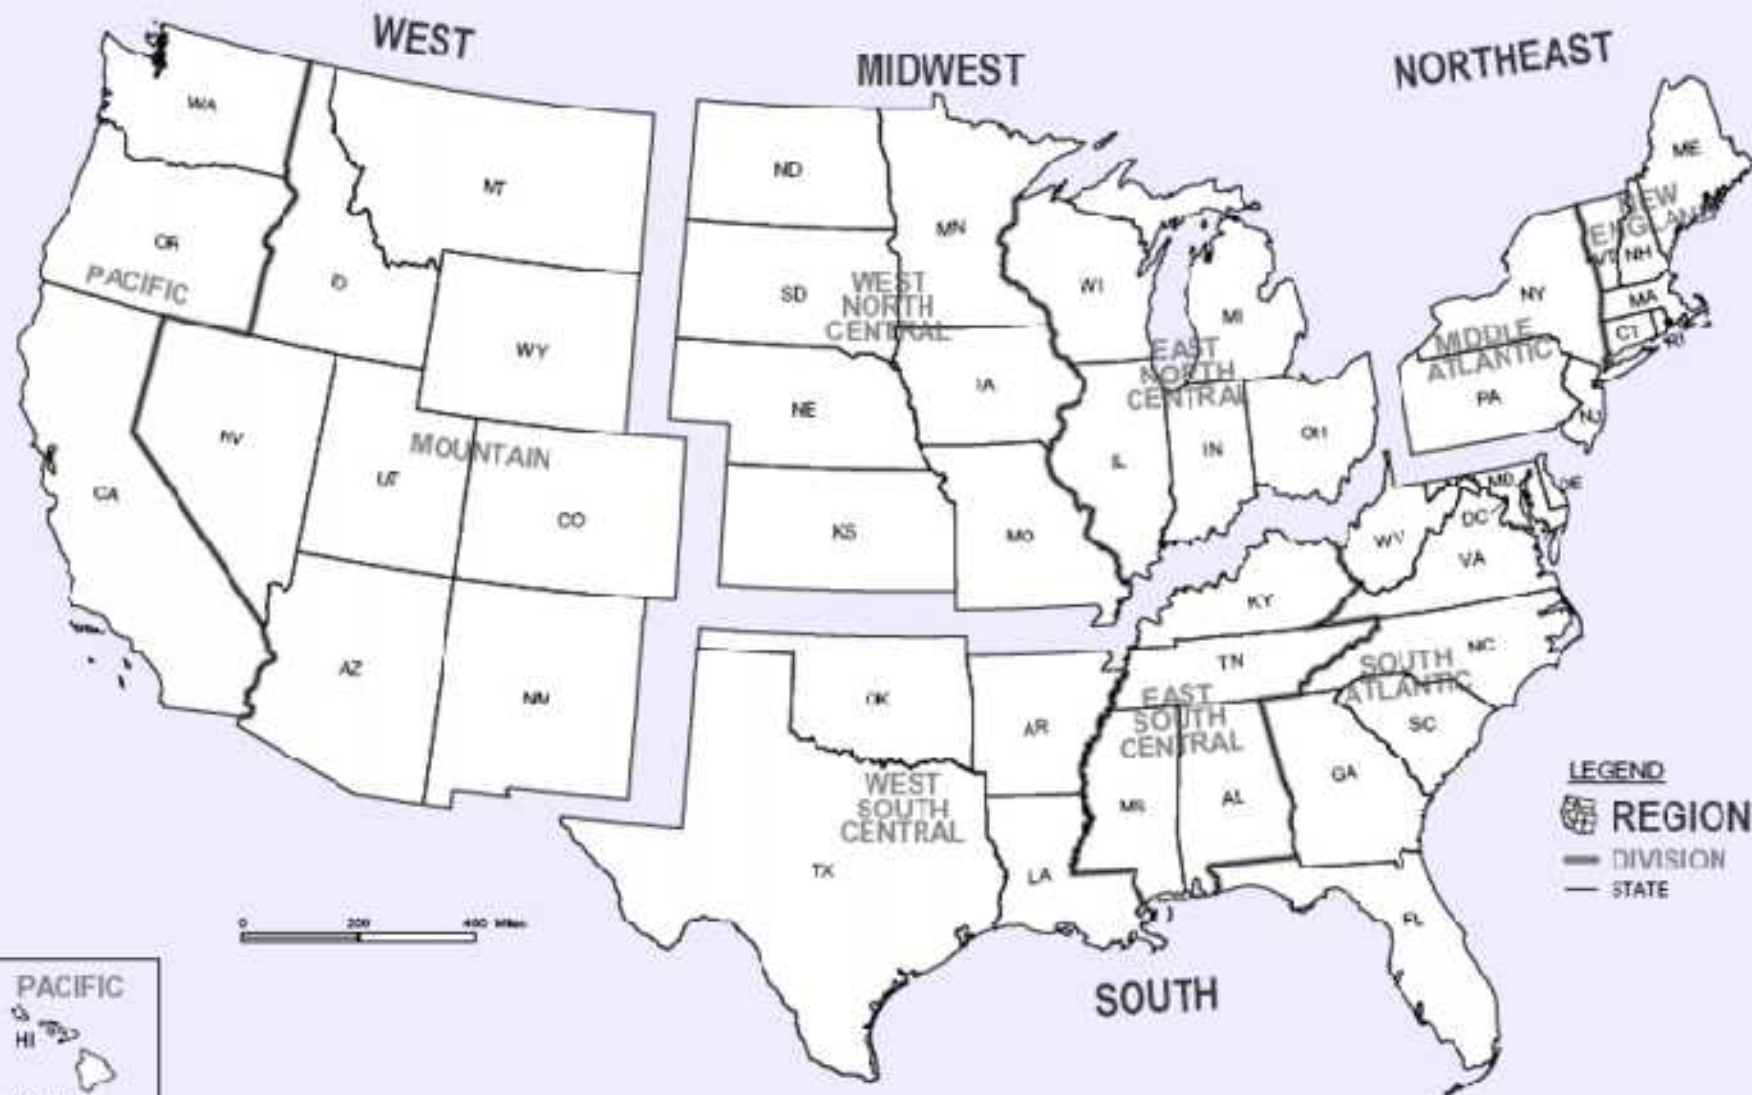 WEST
MIDWEST
NORTHEAST
WA
MT
OR
PACIFIC
ID
WY
NV
MOUNTAIN
UT
CA
CO
AZ
NM
ND
MN
SD
WEST
NORTH
CENTRAL
WI
MI
EAST
NORTH
CENTRAL
IA
NE
IL
IN
OH
KS
MO
ME
NEW
ENGLAND
VT
NH
NY
MA
CT
RI
MIDDLE
ATLANTIC
PA
NJ
MD
DE
DC
WV
VA
KY
NC
TN
SOUTH
ATLANTIC
EAST
SOUTH
CENTRAL
SC
OK
AR
WEST
SOUTH
CENTRAL
MS
AL
GA
TX
LA
FL
SOUTH
LEGEND
REGION
DIVISION
STATE
0 200 400 Miles
PACIFIC
HI